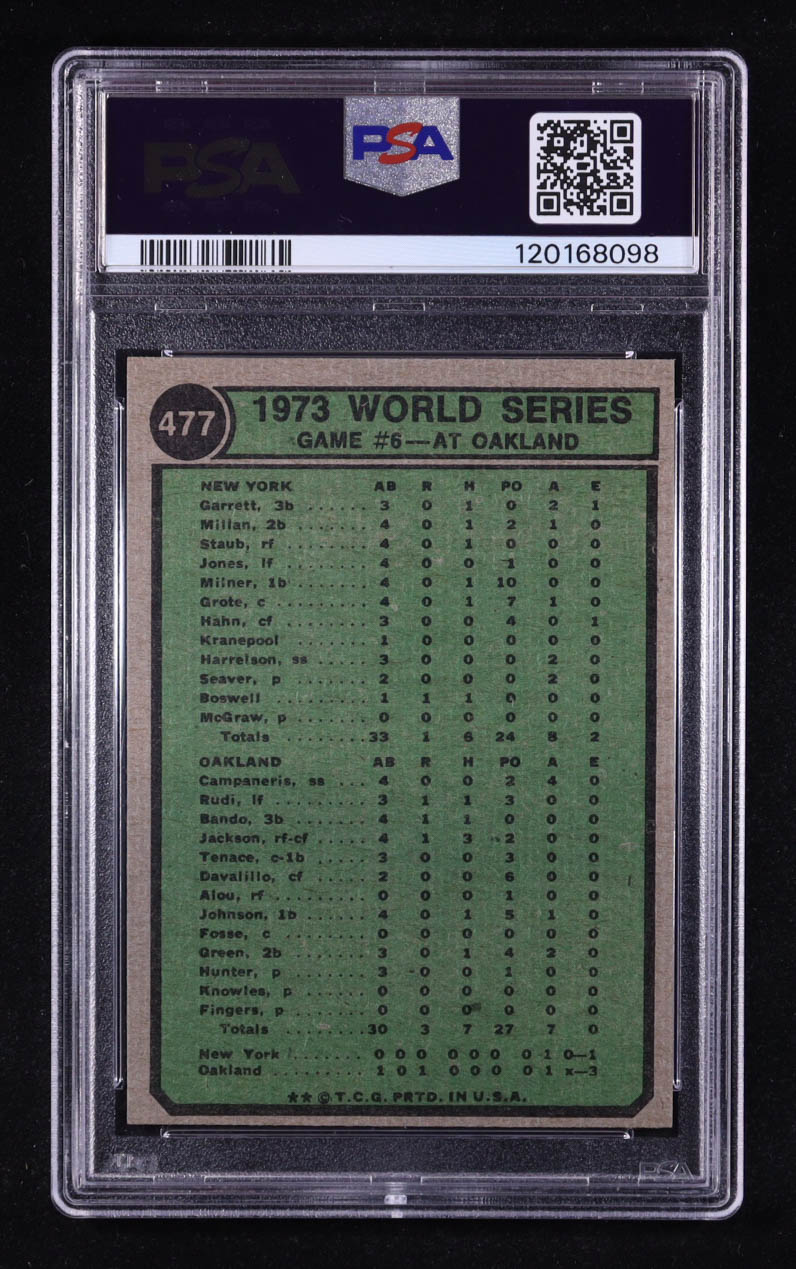 PSA
PSA
120168098
477
1973 WORLD SERIES
GAME #6—AT OAKLAND
NEW YORK AB R H PO A E
Garrett, 3b ...... 3 0 1 0 2 1
Millan, 2b ........ 4 0 1 2 1 0
Staub, rf ......... 4 0 1 0 0 0
Jones, lf ......... 4 0 0 1 0 0
Milner, 1b ........ 4 0 1 10 0 0
Grote, c .......... 4 0 1 7 1 0
Hahn, cf .......... 3 0 0 4 0 1
Kranepool ....... 1 0 0 0 0 0
Harrelson, ss ..... 3 0 0 0 2 0
Seaver, p ......... 2 0 0 0 2 0
Boswell .......... 1 1 1 0 0 0
McGraw, p ........ 0 0 0 0 0 0
Totals ........33 1 6 24 8 2
OAKLAND AB R H PO A E
Campaneris, ss ... 4 0 0 2 4 0
Rudi, lf .......... 3 1 1 3 0 0
Bando, 3b ......... 4 1 1 0 0 0
Jackson, rf-cf .... 4 1 3 2 0 0
Tenace, c-1b ..... 3 0 0 3 0 0
Davalillo, cf ..... 2 0 0 6 0 0
Alou, rf .......... 0 0 0 1 0 0
Johnson, 1b ....... 4 0 1 5 1 0
Fosse, c .......... 0 0 0 0 0 0
Green, 2b ......... 3 0 1 4 2 0
Hunter, p ......... 3 0 0 1 0 0
Knowles, p ....... 0 0 0 0 0 0
Fingers, p ........ 0 0 0 0 0 0
Totals ........30 3 7 27 7 0
New York ........ 0 0 0 0 0 0 0 1 0—1
Oakland ......... 1 0 1 0 0 0 0 1 x—3
★★ © T.C.G. PRTD. IN U.S.A.
PSA